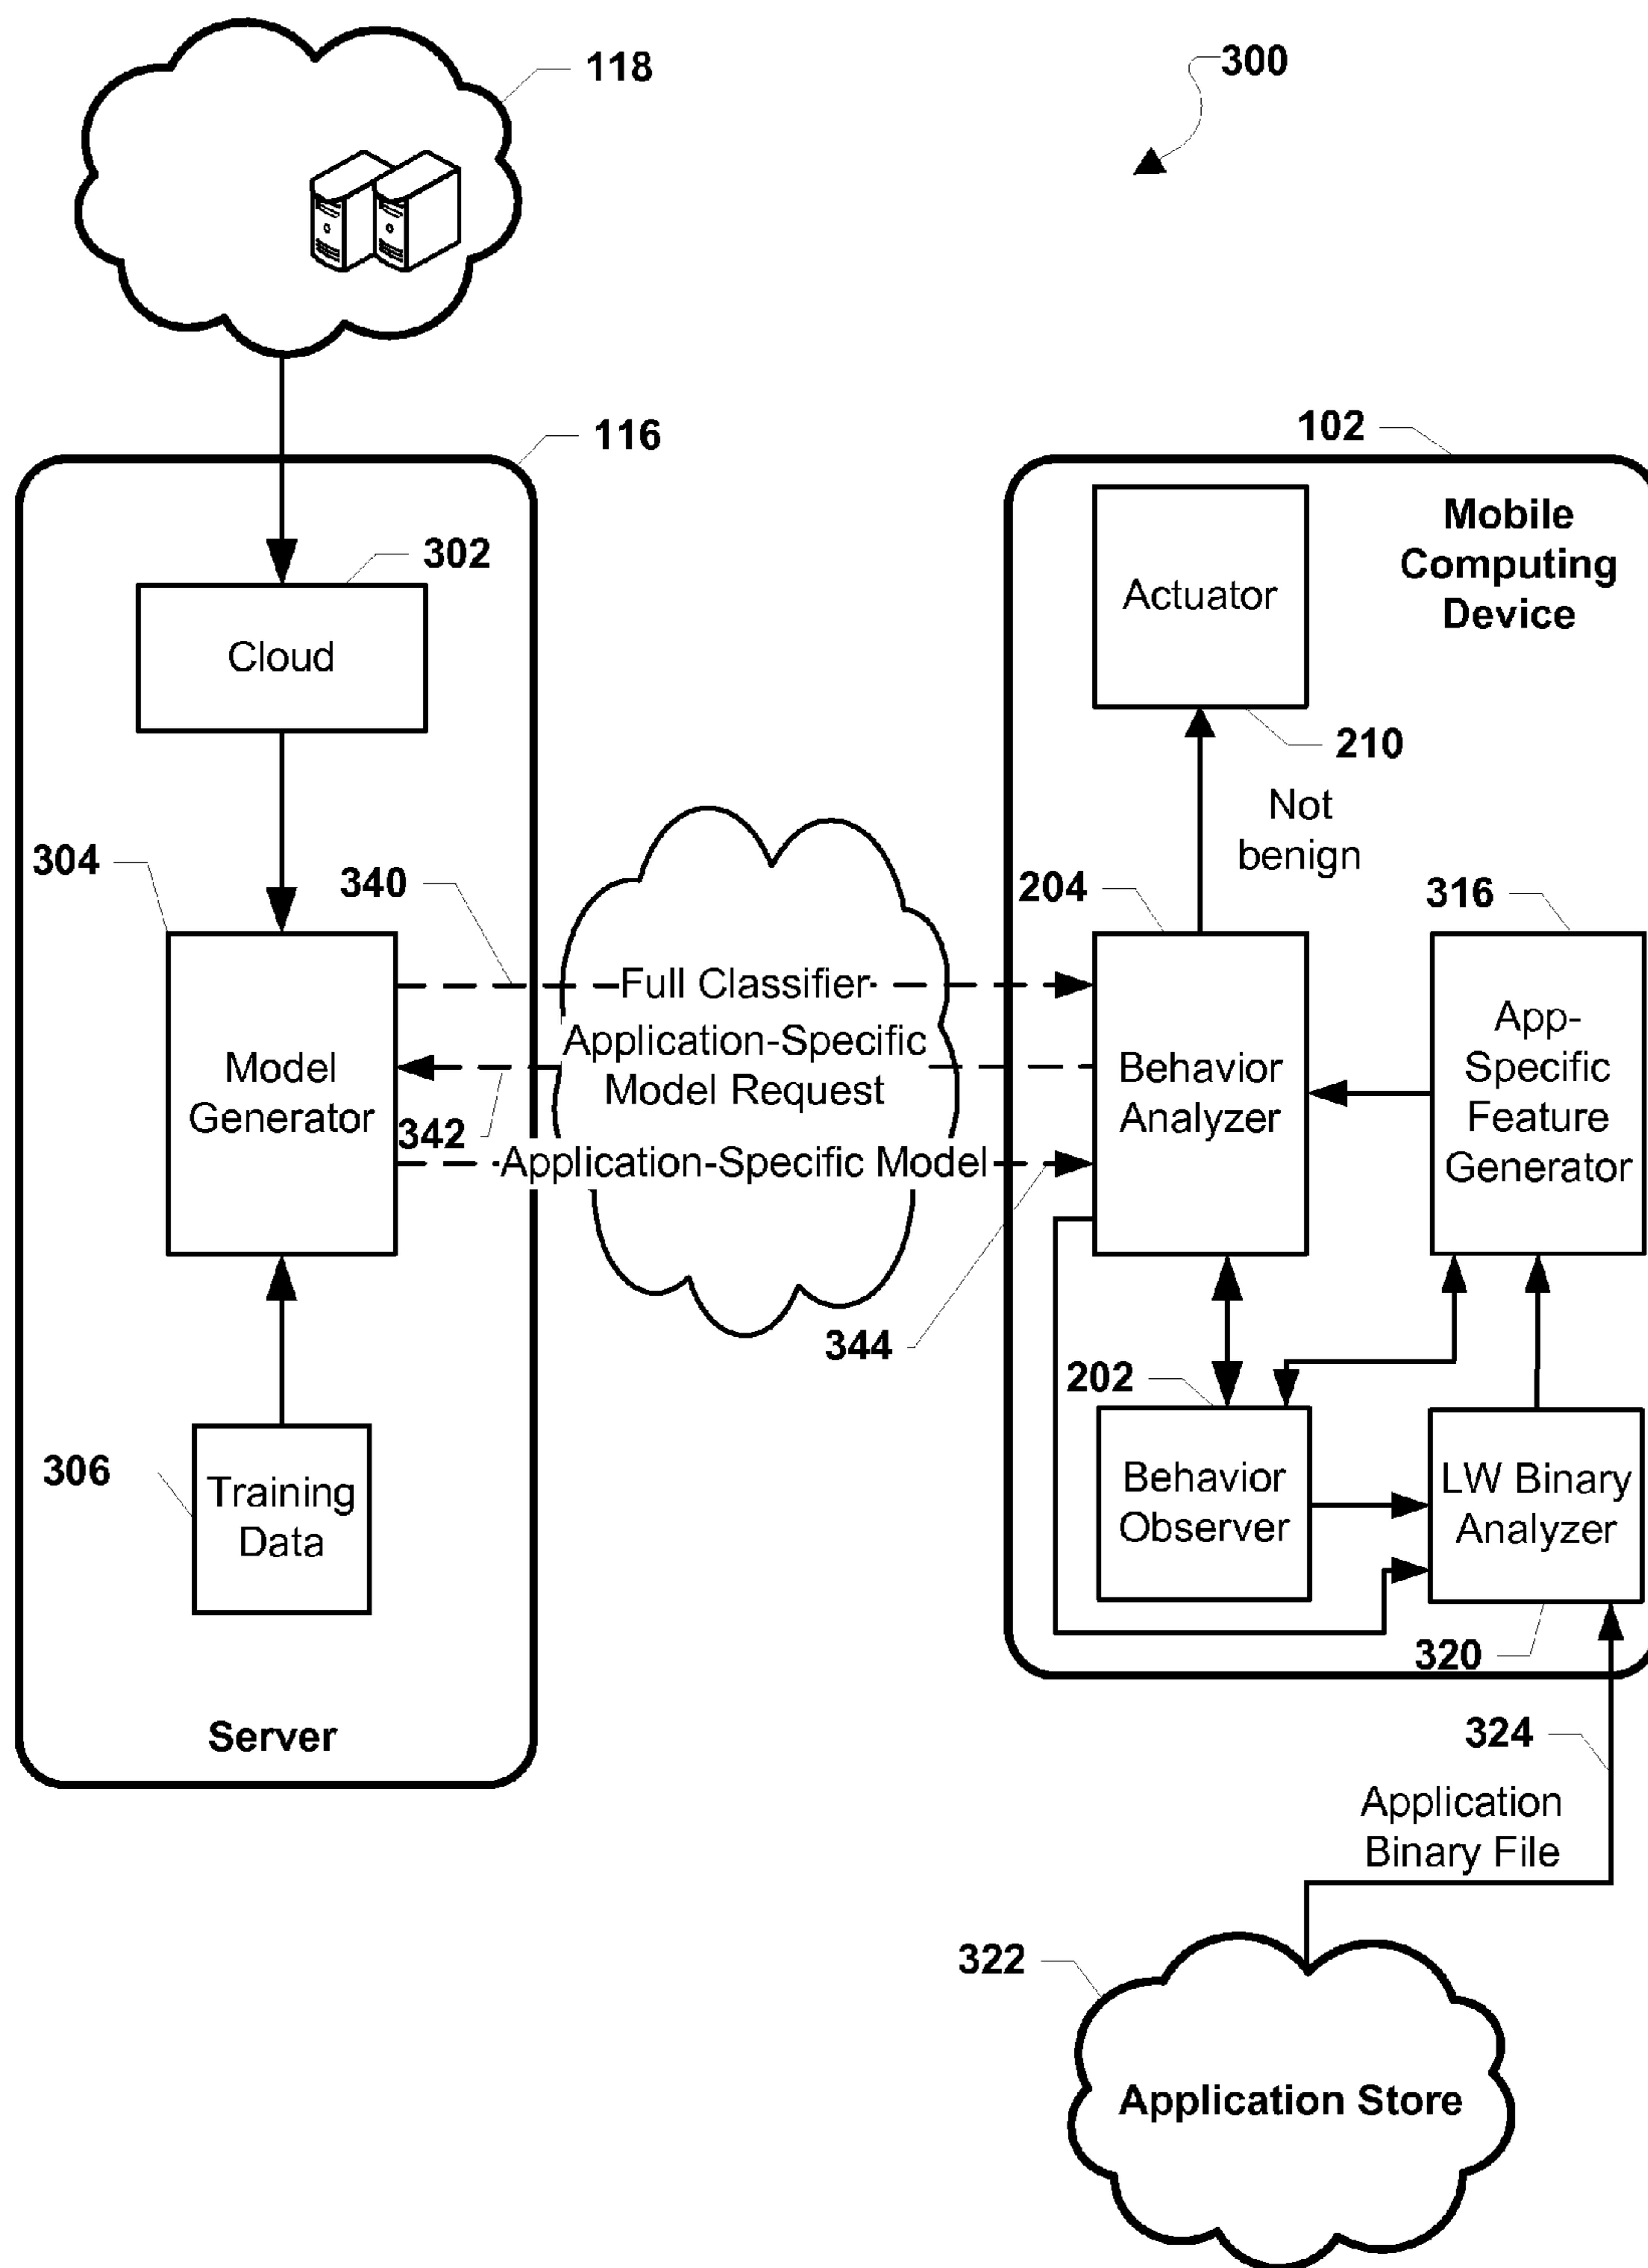 118
300
116
102
Mobile
Computing
Device
302
Cloud
Actuator
210
Not
benign
304
340
204
316
Full Classifier
Application-Specific
Model Request
342
Application-Specific Model
344
Model
Generator
Behavior
Analyzer
App-
Specific
Feature
Generator
202
306
Training
Data
Behavior
Observer
LW Binary
Analyzer
320
Server
324
Application
Binary File
322
Application Store